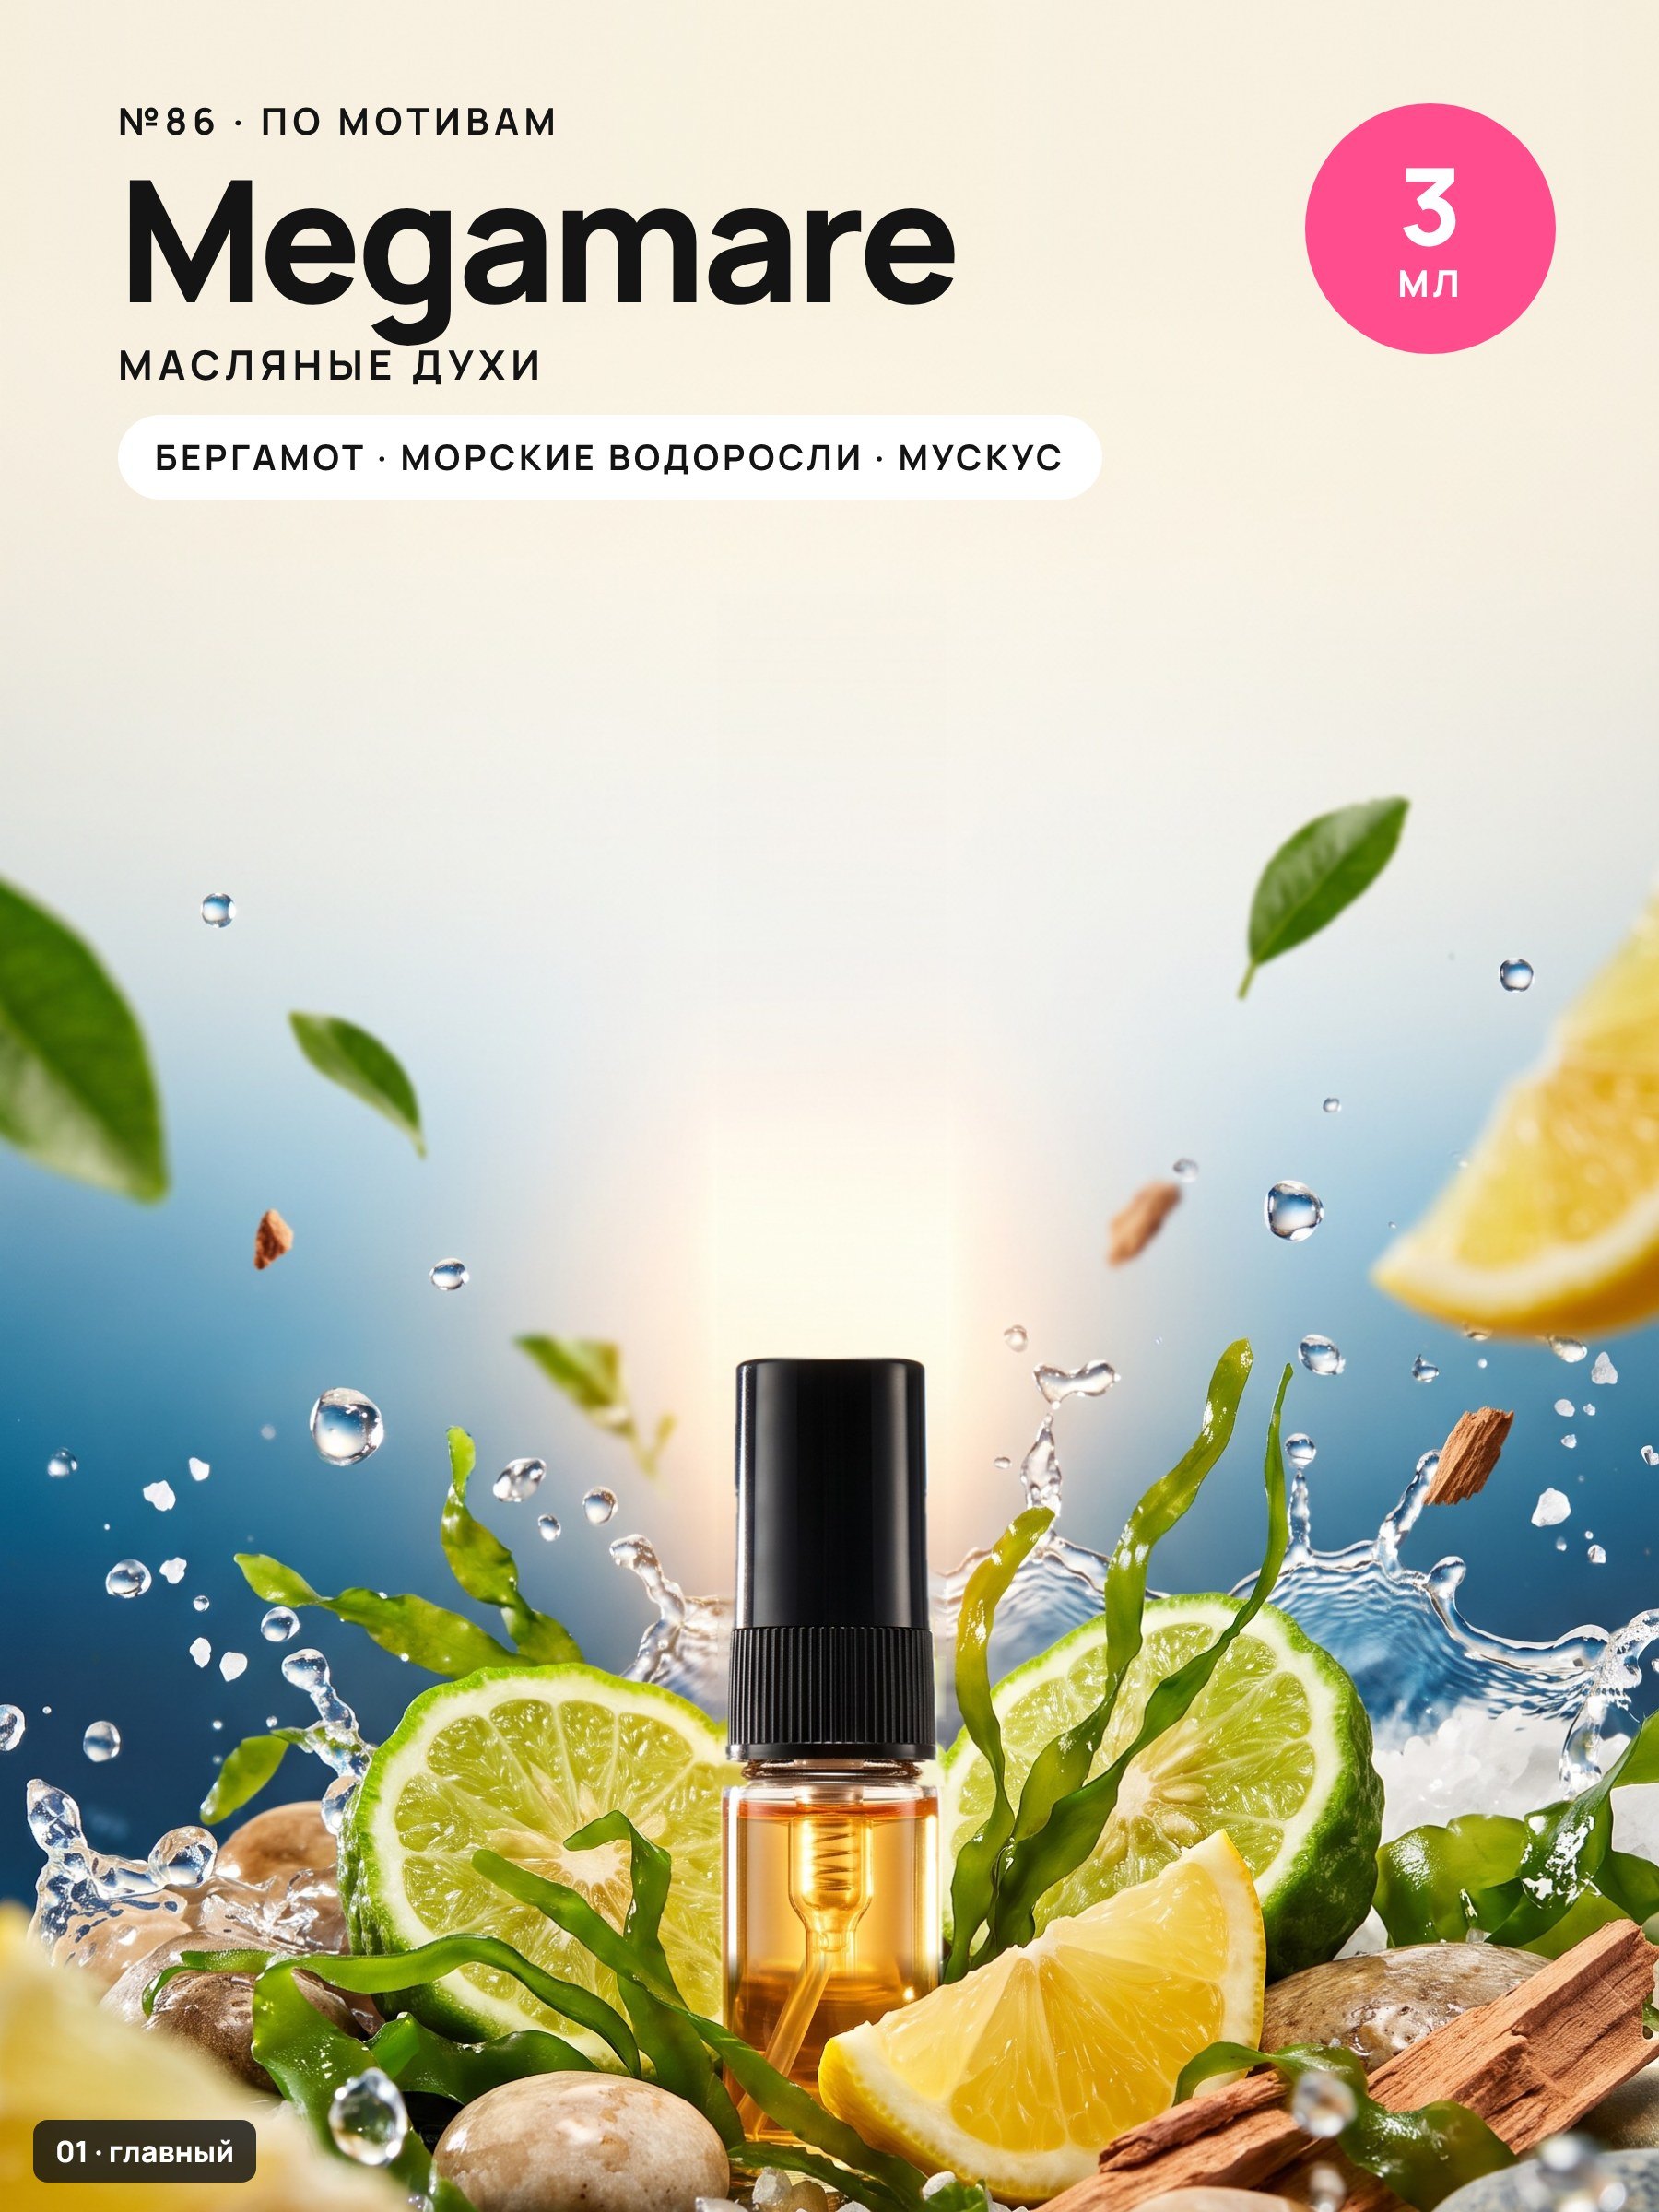 №86 · ПО МОТИВАМ
Megamare
МАСЛЯНЫЕ ДУХИ
3
МЛ
БЕРГАМОТ · МОРСКИЕ ВОДОРОСЛИ · МУСКУС
01 · главный